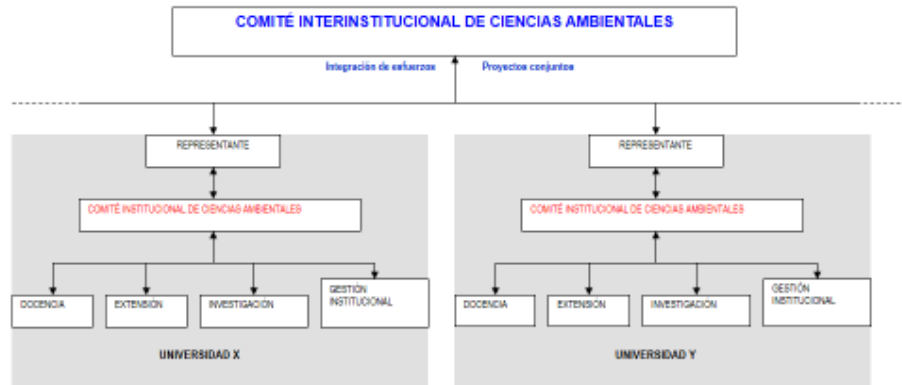 COMITÉ INTERINSTITUCIONAL DE CIENCIAS AMBIENTALES
Integración de esfuerzos Proyectos conjuntos
REPRESENTANTE REPRESENTANTE
COMITÉ INSTITUCIONAL DE CIENCIAS AMBIENTALES COMITÉ INSTITUCIONAL DE CIENCIAS AMBIENTALES
DOCENCIA EXTENSIÓN INVESTIGACIÓN GESTIÓN
INSTITUCIONAL
DOCENCIA EXTENSIÓN INVESTIGACIÓN GESTIÓN
INSTITUCIONAL
UNIVERSIDAD X UNIVERSIDAD Y